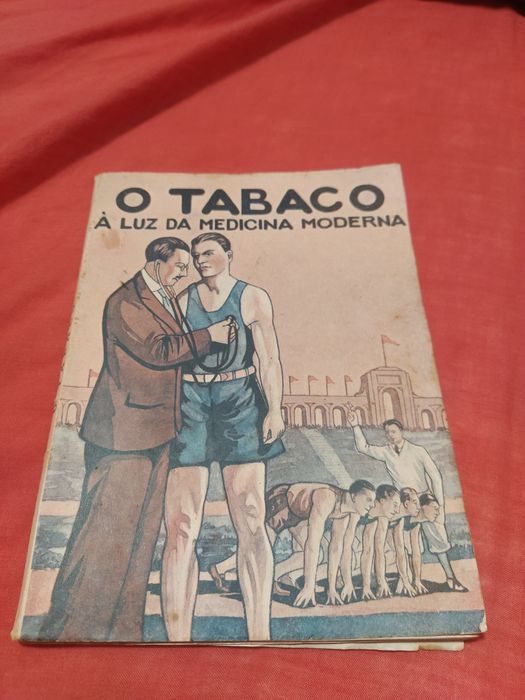 O TABACO
À LUZ DA MEDICINA MODERNA